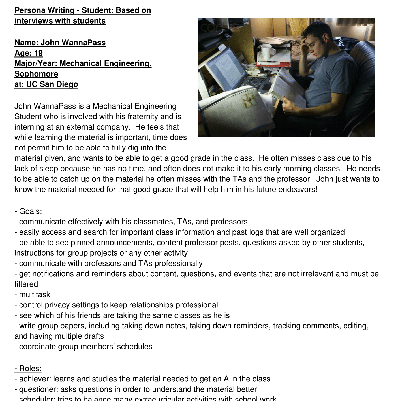 Persona Writing - Student: Based on
interviews with students
Name: John WannaPass
Age: 19
Major/Year: Mechanical Engineering,
Sophomore
at: UC San Diego
John WannaPass is a Mechanical Engineering
Student who is involved with his fraternity and is
interning at an external company. He feels that
while learning the material is important, time does
not permit him to be able to fully dig into the
material given, and wants to be able to get a good grade in the class. He often misses class due to his
lack of sleep because he has no time, and often does not make it to his early morning classes. He needs
to be able to catch up on the material he often misses with the TAs and the professor. John just wants to
know the material needed for that good grade that will help him in his future endeavors!
- Goals:
- communicate effectively with his classmates, TAs, and professors
- easily access and search for important class information and past logs that are well organized
- be able to see pinned announcements, content professor posts, questions asked by other students,
instructions for group projects or any other activity
- communicate with professors and TAs professionally
- get notifications and reminders about content, questions, and events that are not irrelevant and must be
filtered
- multitask
- control privacy settings to keep relationships professional
- see which of his friends are taking the same classes as he is
- write group papers, including taking down notes, taking down reminders, tracking comments, editing,
and having multiple drafts
- coordinate group members' schedules
- Roles:
- achiever: learns and studies the material needed to get an A in the class
- questioner: asks questions in order to understand the material better
- scheduler: tries to balance many extracurricular activities with school work